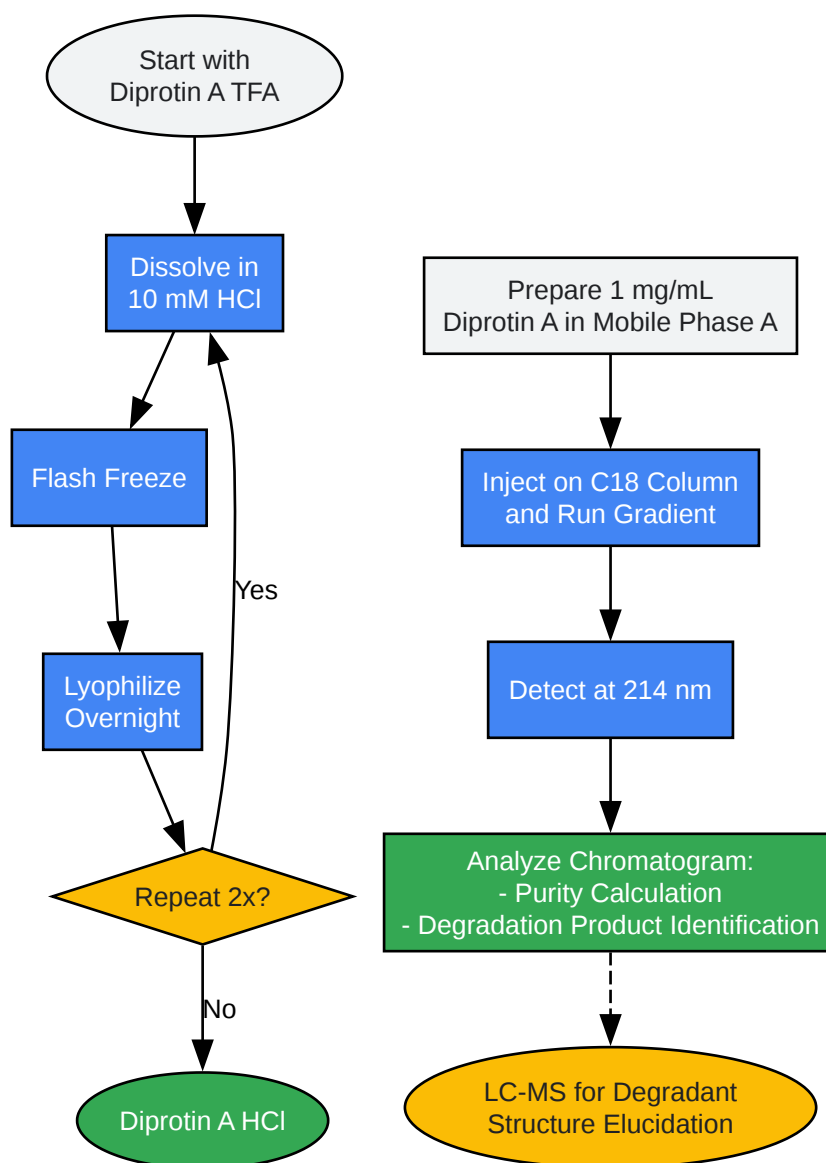 Start with
Diprotin A TFA
Dissolve in
10 mM HCl
Flash Freeze
Yes
Lyophilize
Overnight
Repeat 2x?
No
Diprotin A HCl
Prepare 1 mg/mL
Diprotin A in Mobile Phase A
Inject on C18 Column
and Run Gradient
Detect at 214 nm
Analyze Chromatogram:
- Purity Calculation
- Degradation Product Identification
LC-MS for Degradant
Structure Elucidation